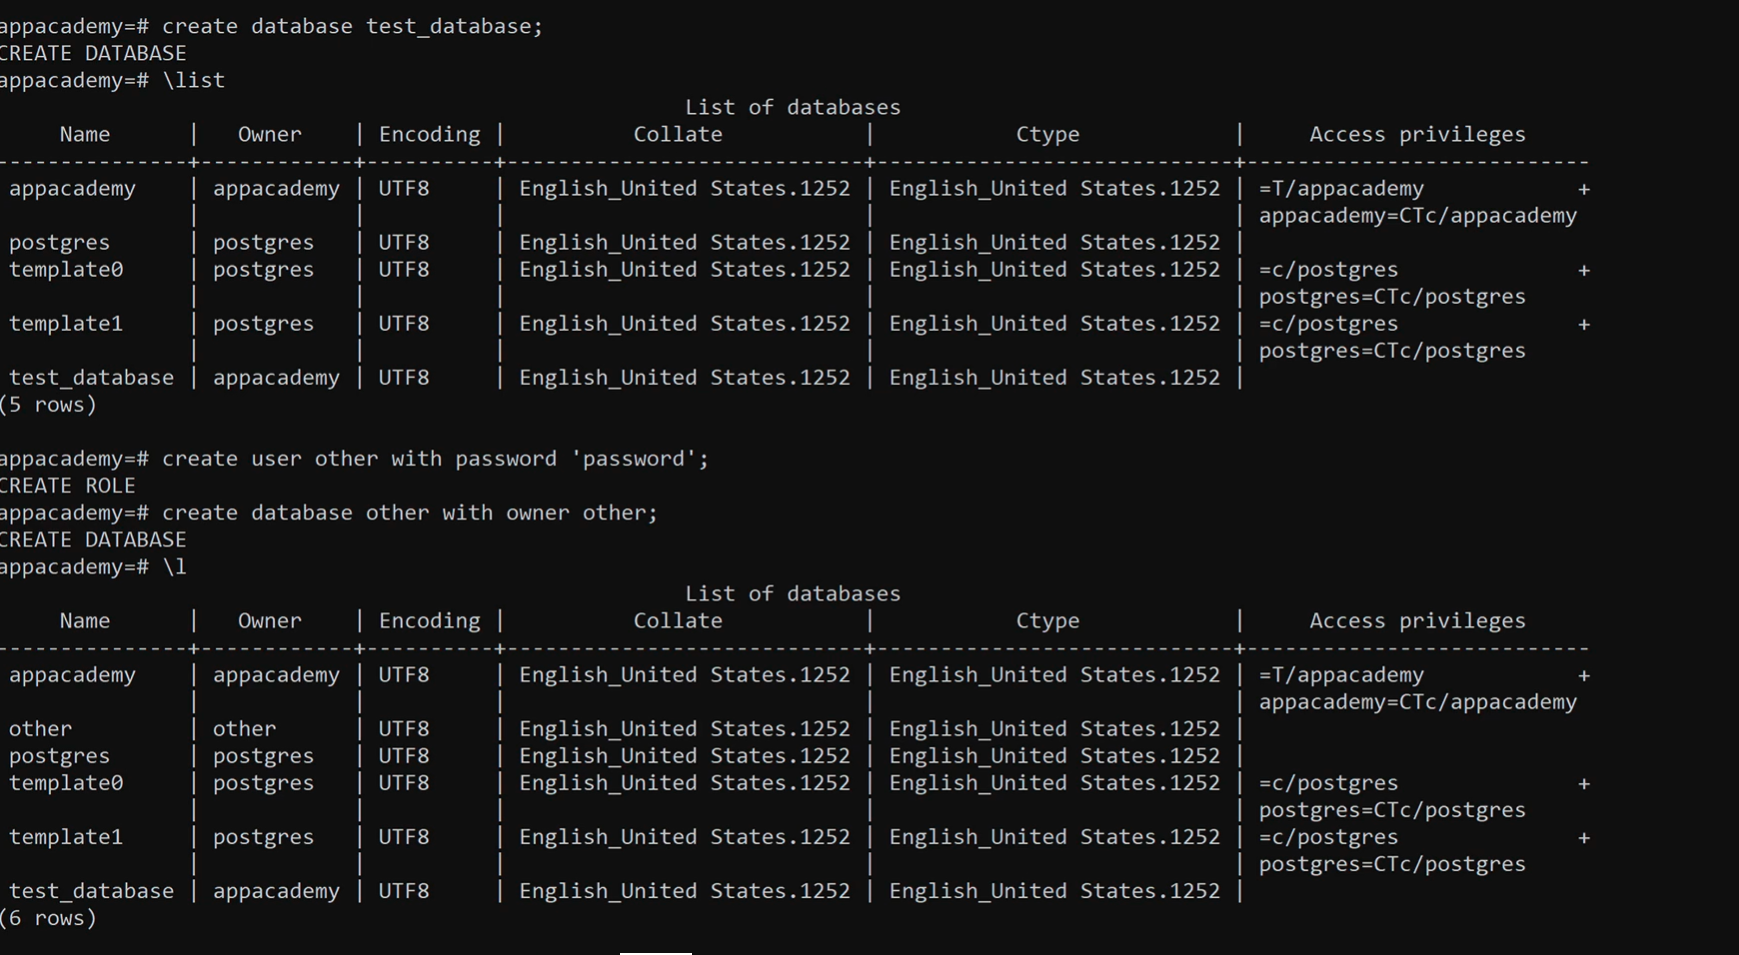 appacademy=# create database test_database;
CREATE DATABASE
appacademy=# \list
                                                      List of databases
     Name      |   Owner    | Encoding |          Collate           |           Ctype            |     Access privileges
---------------+------------+----------+----------------------------+----------------------------+---------------------------
 appacademy    | appacademy | UTF8     | English_United States.1252 | English_United States.1252 | =T/appacademy            +
               |            |          |                            |                            | appacademy=CTc/appacademy
 postgres      | postgres   | UTF8     | English_United States.1252 | English_United States.1252 |
 template0     | postgres   | UTF8     | English_United States.1252 | English_United States.1252 | =c/postgres              +
               |            |          |                            |                            | postgres=CTc/postgres
 template1     | postgres   | UTF8     | English_United States.1252 | English_United States.1252 | =c/postgres              +
               |            |          |                            |                            | postgres=CTc/postgres
 test_database | appacademy | UTF8     | English_United States.1252 | English_United States.1252 |
(5 rows)

appacademy=# create user other with password 'password';
CREATE ROLE
appacademy=# create database other with owner other;
CREATE DATABASE
appacademy=# \l
                                                      List of databases
     Name      |   Owner    | Encoding |          Collate           |           Ctype            |     Access privileges
---------------+------------+----------+----------------------------+----------------------------+---------------------------
 appacademy    | appacademy | UTF8     | English_United States.1252 | English_United States.1252 | =T/appacademy            +
               |            |          |                            |                            | appacademy=CTc/appacademy
 other         | other      | UTF8     | English_United States.1252 | English_United States.1252 |
 postgres      | postgres   | UTF8     | English_United States.1252 | English_United States.1252 |
 template0     | postgres   | UTF8     | English_United States.1252 | English_United States.1252 | =c/postgres              +
               |            |          |                            |                            | postgres=CTc/postgres
 template1     | postgres   | UTF8     | English_United States.1252 | English_United States.1252 | =c/postgres              +
               |            |          |                            |                            | postgres=CTc/postgres
 test_database | appacademy | UTF8     | English_United States.1252 | English_United States.1252 |
(6 rows)